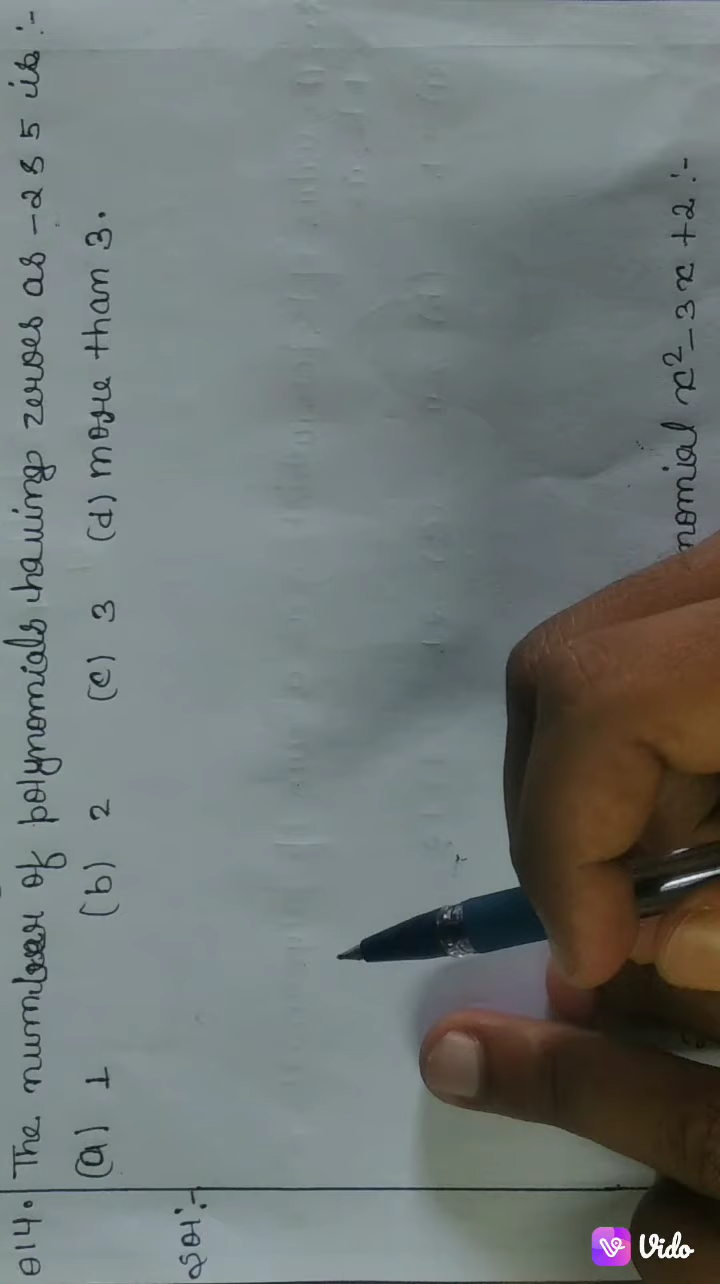 Q14. The number of polynomials having zeroes as -2 & 5 is :-
(a) 1 (b) 2 (c) 3 (d) more than 3.
Sol:-
nomial x² - 3x + 2 :-
Vido